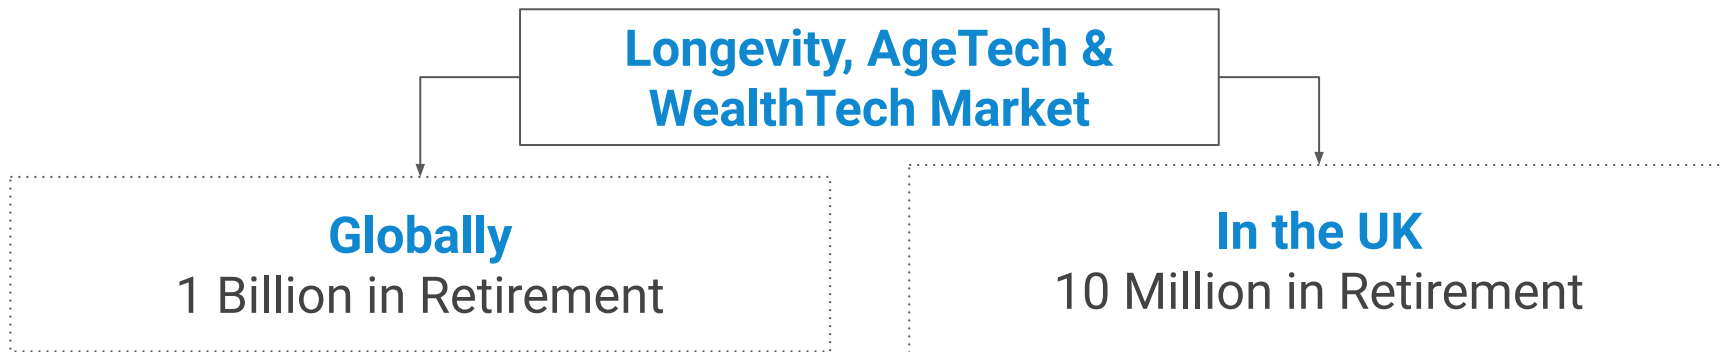 Longevity, AgeTech &
WealthTech Market
Globally
1 Billion in Retirement
In the UK
10 Million in Retirement